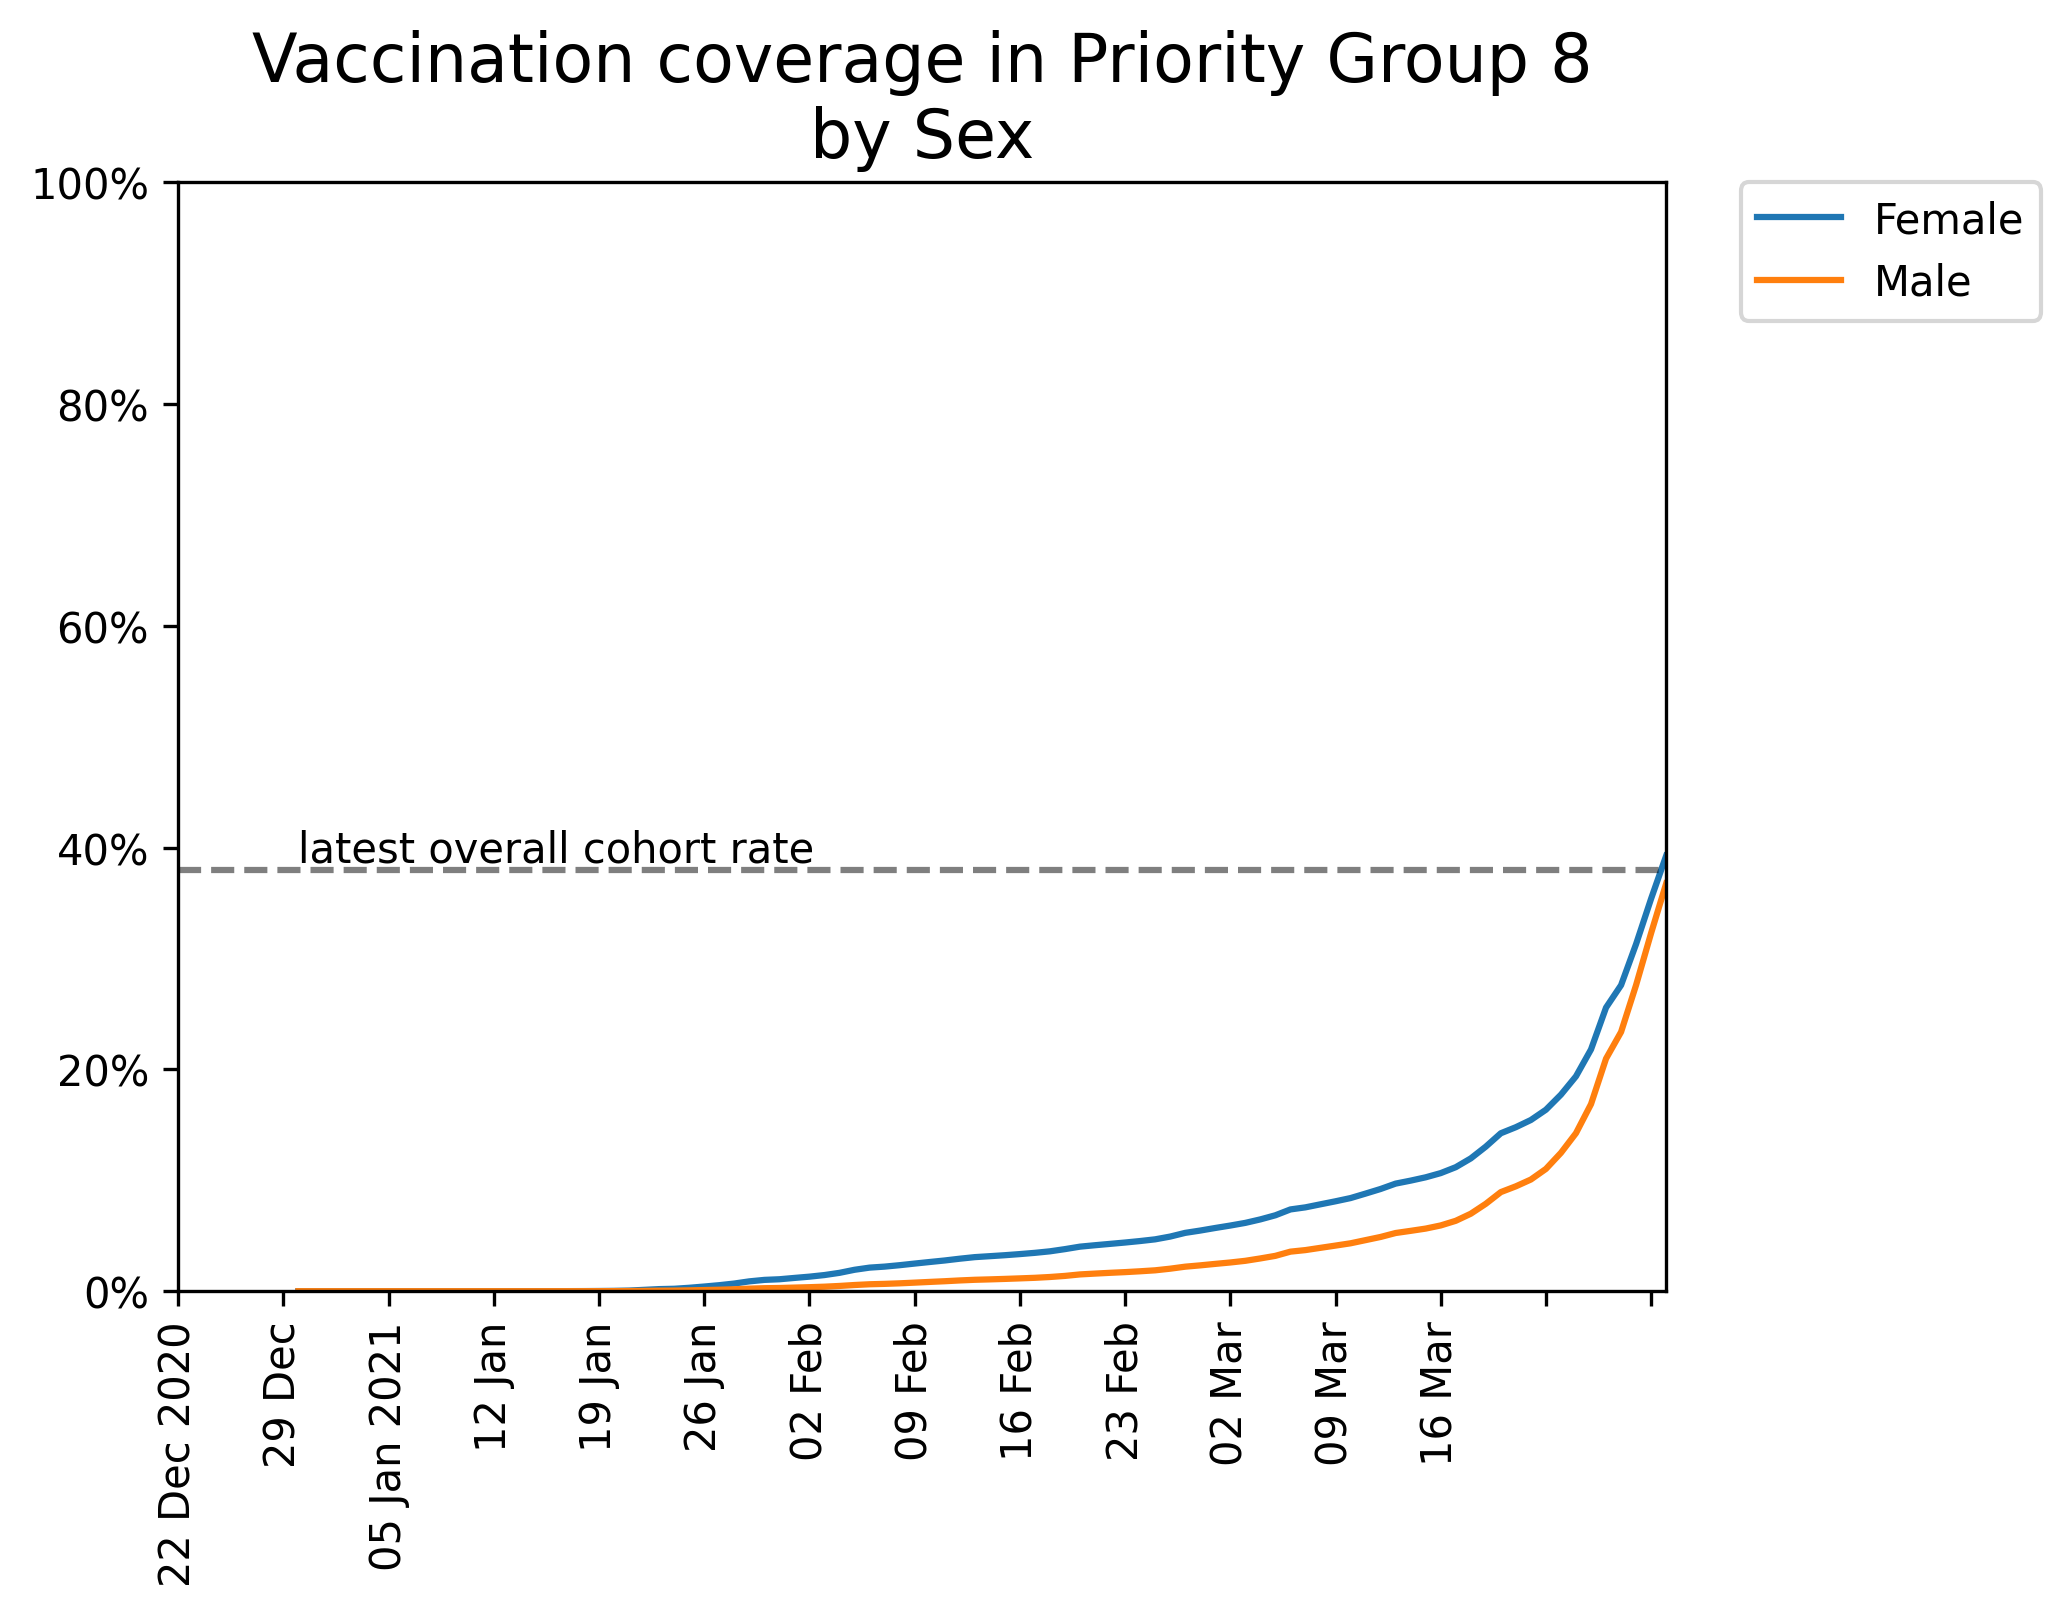 Vaccination coverage in Priority Group 8
by Sex
100%
80%
60%
40%
20%
0%
latest overall cohort rate
Female
Male
22 Dec 2020
29 Dec
05 Jan 2021
12 Jan
19 Jan
26 Jan
02 Feb
09 Feb
16 Feb
23 Feb
02 Mar
09 Mar
16 Mar